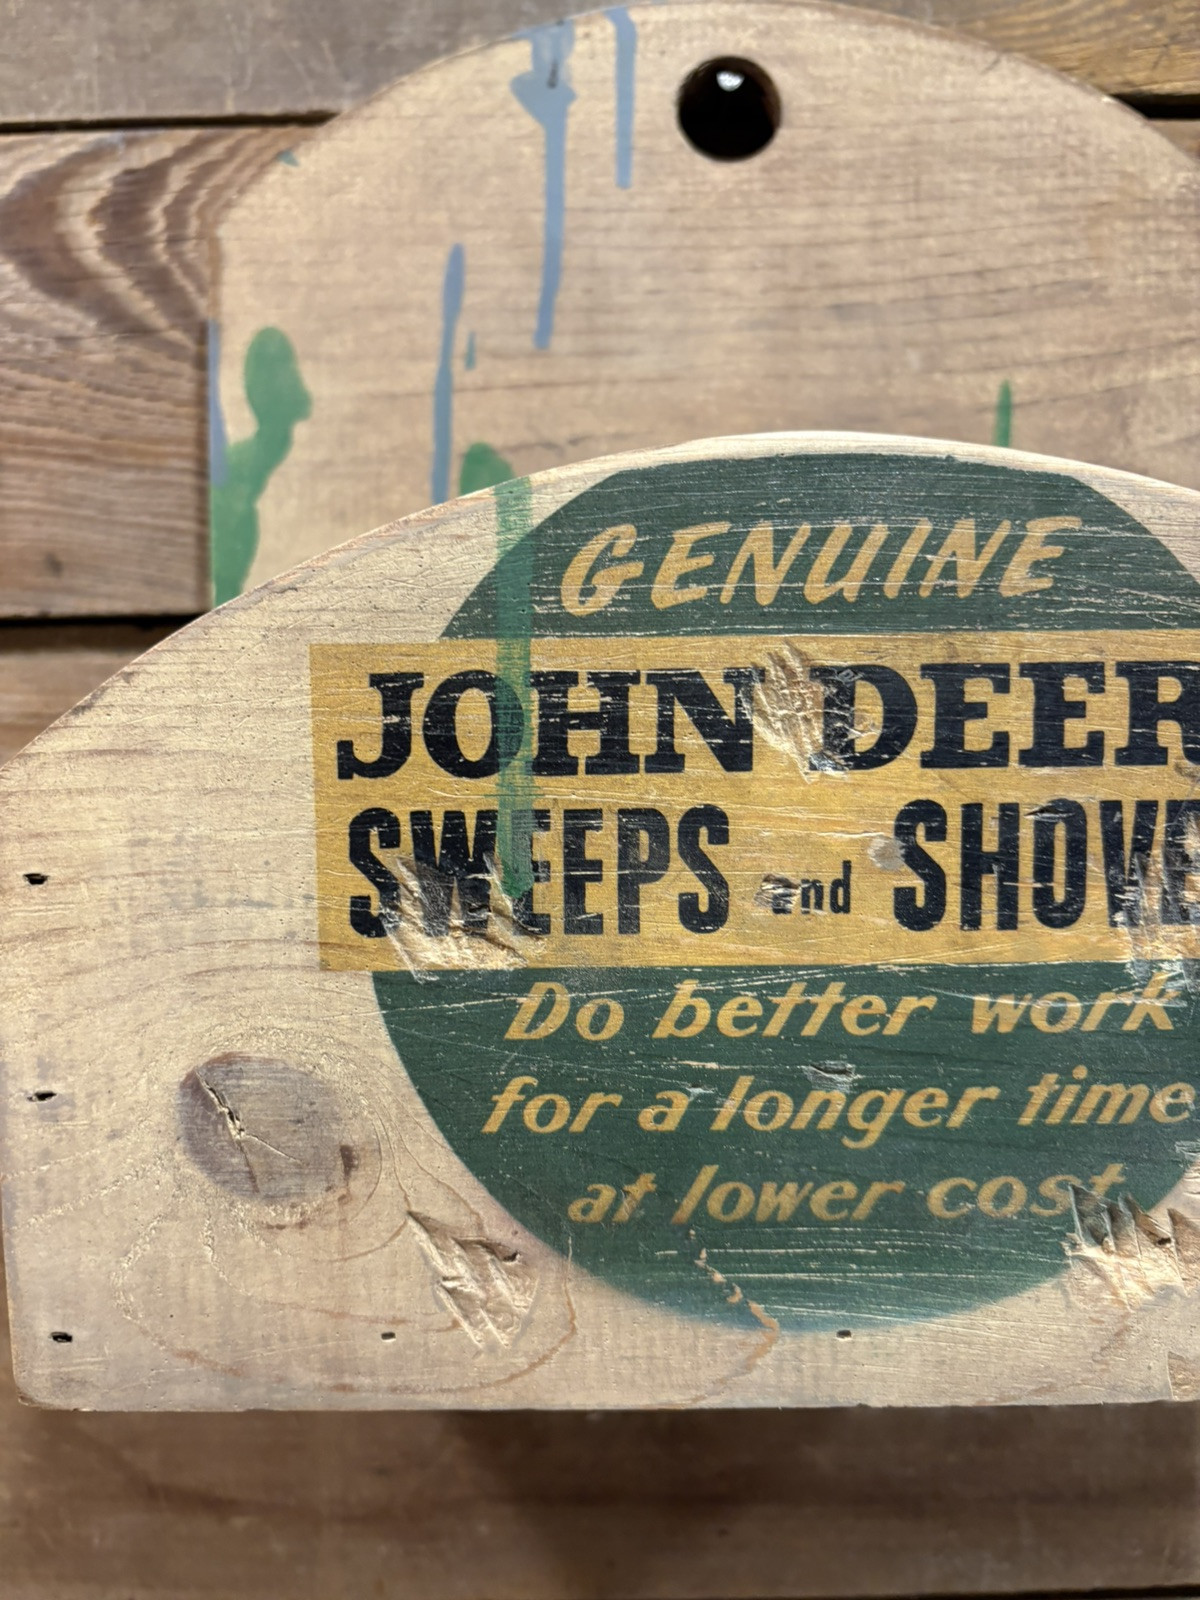 GENUINE
JOHN DEER
SWEEPS and SHOVE
Do better work
for a longer time
at lower cost